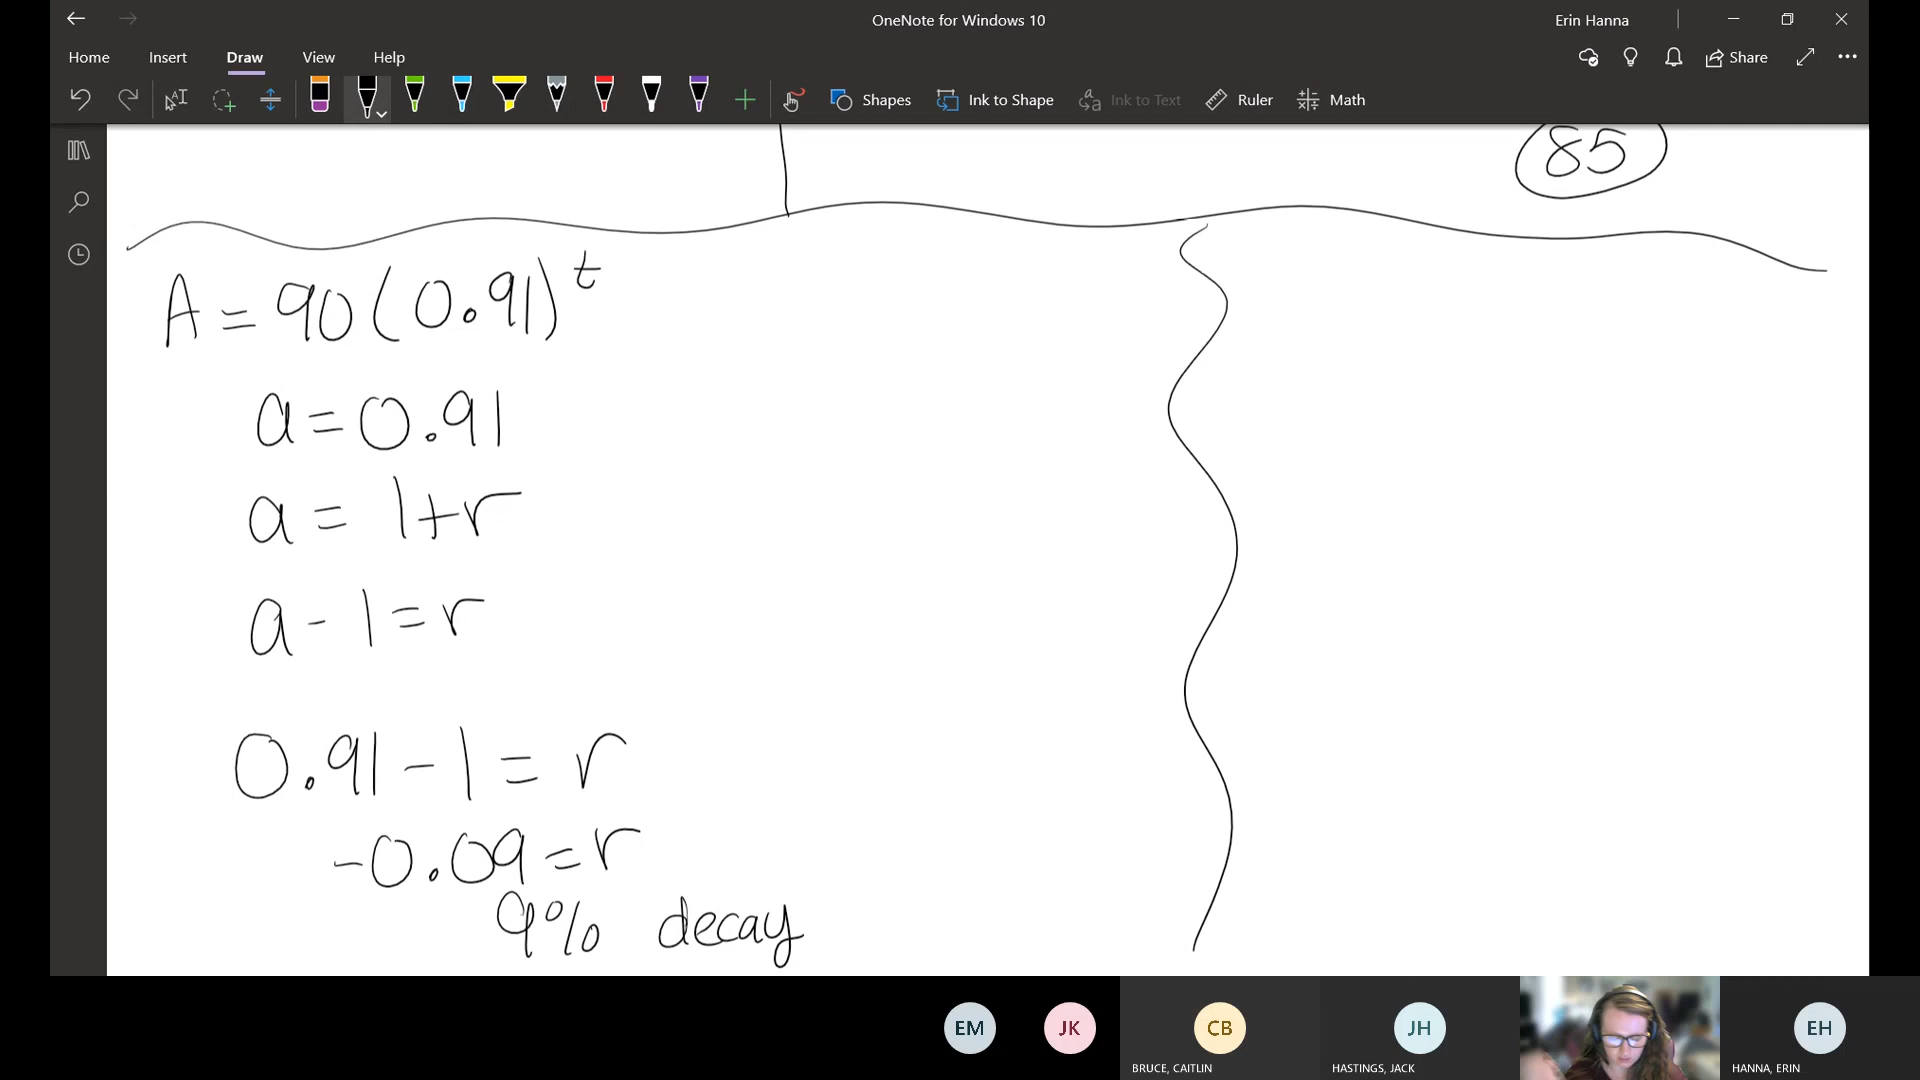 OneNote for Windows 10
Erin Hanna
Home Insert Draw View Help
Share
Shapes
Ink to Shape
Ink to Text
Ruler
Math
85
A = 90(0.91)^t
a = 0.91
a = 1+r
a - 1 = r
0.91 - 1 = r
-0.09 = r
9% decay
EM
JK
CB
JH
EH
BRUCE, CAITLIN
HASTINGS, JACK
HANNA, ERIN